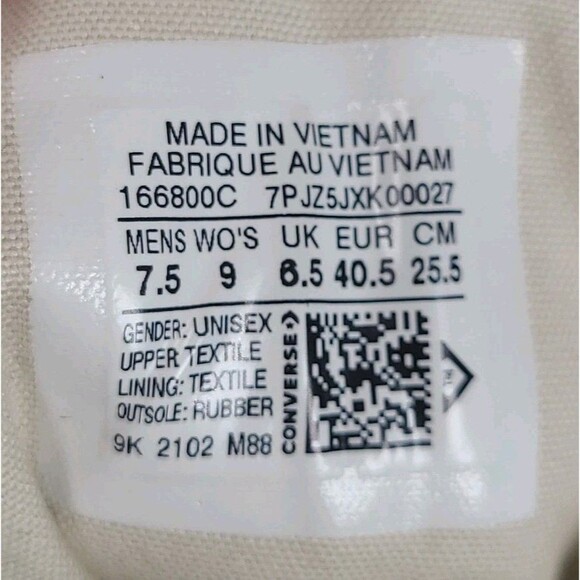 MADE IN VIETNAM
FABRIQUE AU VIETNAM
166800C 7PJZ5JXK00027
MENS WO'S UK EUR CM
7.5 9 6.5 40.5 25.5
GENDER: UNISEX
UPPER: TEXTILE
LINING: TEXTILE
OUTSOLE: RUBBER
9K 2102 M88
CONVERSE